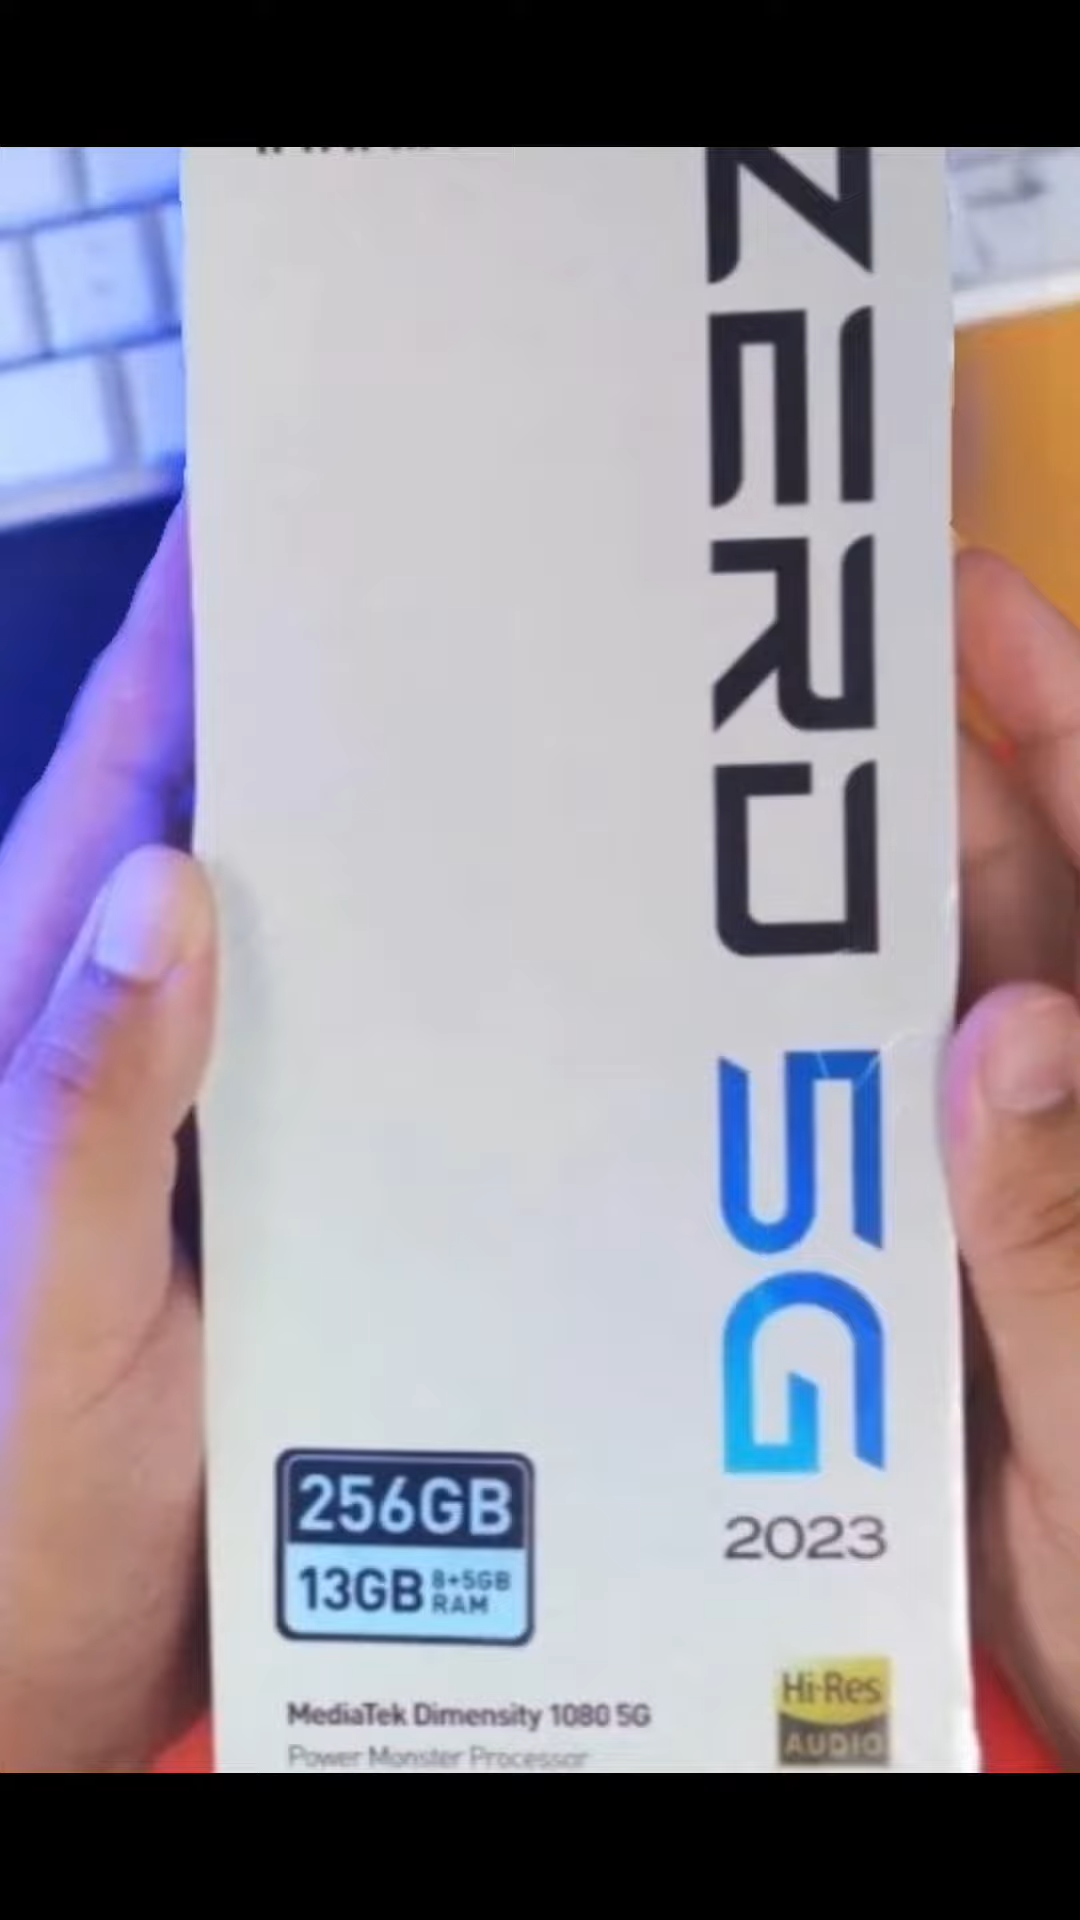 ZERO 5G
2023
256GB
13GB 8+5GB RAM
MediaTek Dimensity 1080 5G
Power Monster Processor
Hi-Res
AUDIO